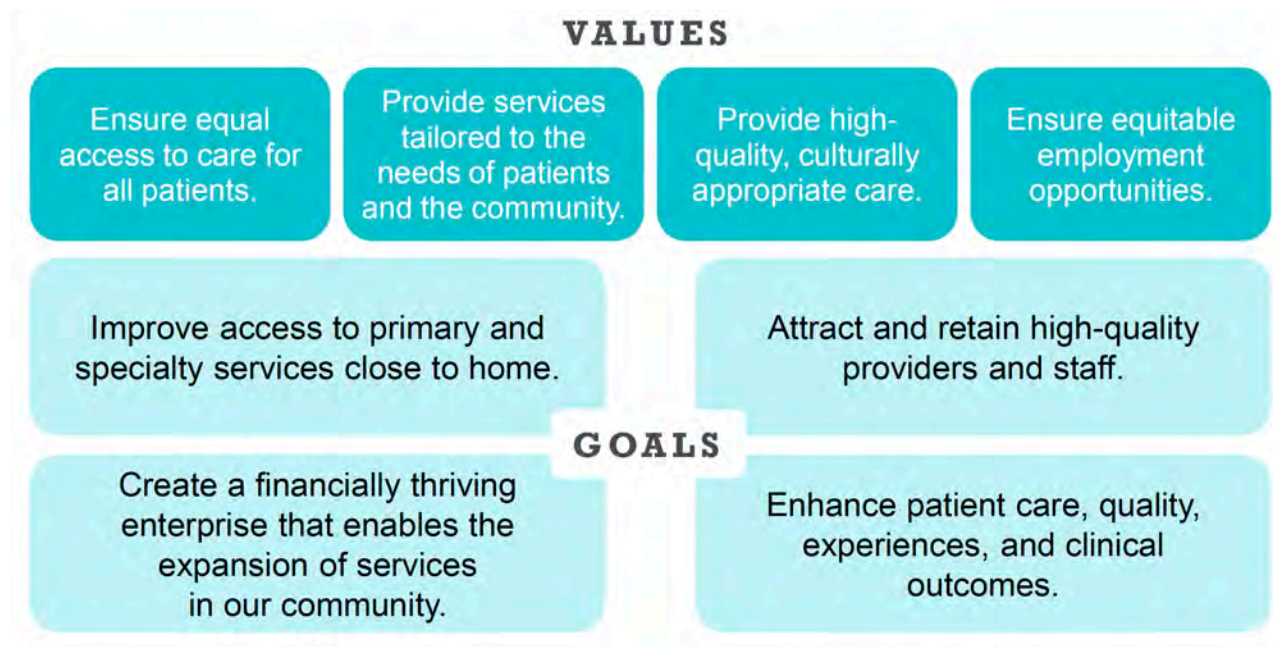 VALUES
Ensure equal
access to care for
all patients.
Provide services
tailored to the
needs of patients
and the community.
Provide high-
quality, culturally
appropriate care.
Ensure equitable
employment
opportunities.
Improve access to primary and
specialty services close to home.
Attract and retain high-quality
providers and staff.
GOALS
Create a financially thriving
enterprise that enables the
expansion of services
in our community.
Enhance patient care, quality,
experiences, and clinical
outcomes.